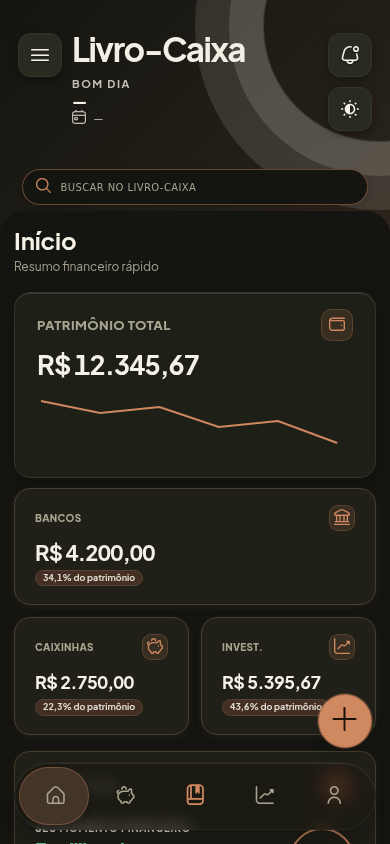 Livro-Caixa
BOM DIA
—
—
BUSCAR NO LIVRO-CAIXA
Início
Resumo financeiro rápido
PATRIMÔNIO TOTAL
R$ 12.345,67
BANCOS
R$ 4.200,00
34,1% do patrimônio
CAIXINHAS
R$ 2.750,00
22,3% do patrimônio
INVEST.
R$ 5.395,67
43,6% do patrimônio